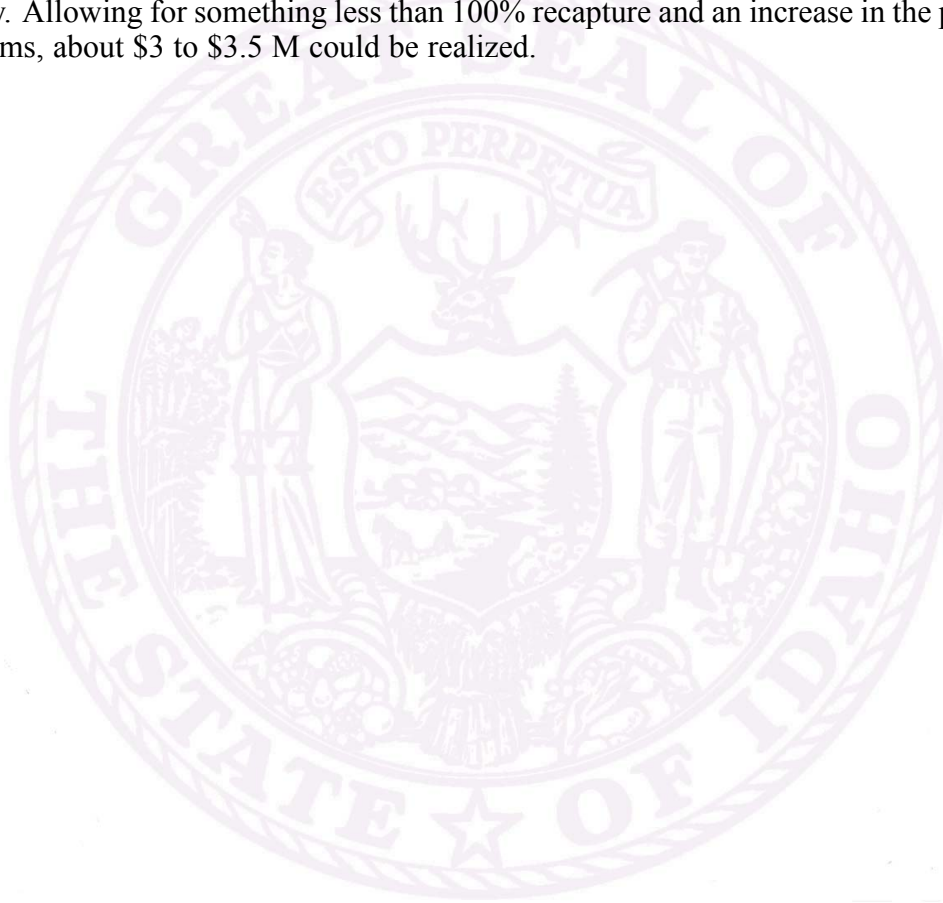 . Allowing for something less than 100% recapture and an increase in the
ms, about $3 to $3.5 M could be realized.
THE GREAT SEAL OF
ESTO PERPETUA
THE STATE ☆ OF IDAHO